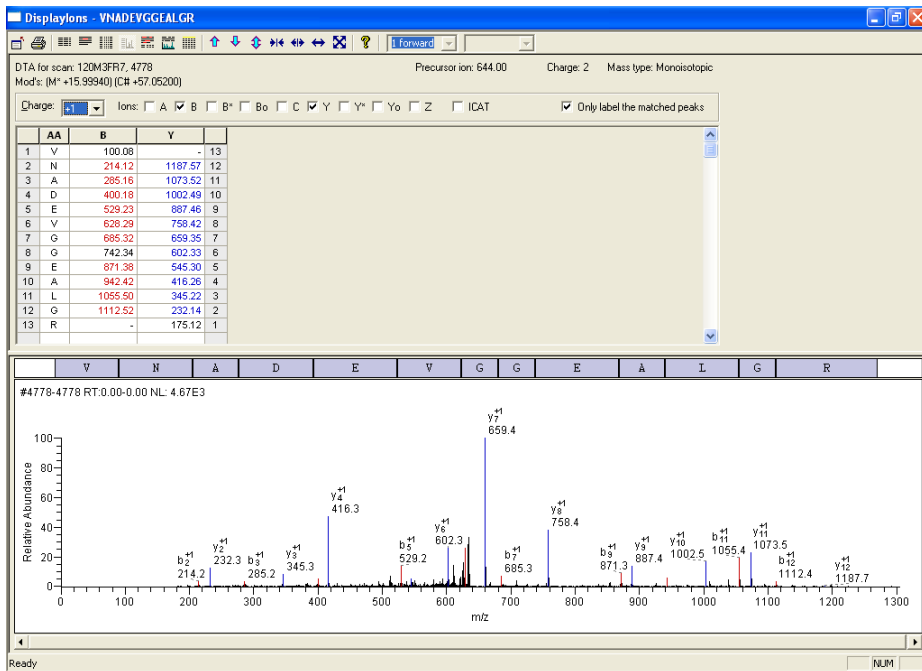 DisplayIons - VNADEVGGEALGR
1 forward
DTA for scan: 120M3FR7, 4778 Precursor ion: 644.00 Charge: 2 Mass type: Monoisotopic
Mod's: (M* +15.99940) (C# +57.05200)
Charge: +1 Ions: A B B* Bo C Y Y* Yo Z ICAT Only label the matched peaks
AA B Y
1 V 100.08 - 13
2 N 214.12 1187.57 12
3 A 285.16 1073.52 11
4 D 400.18 1002.49 10
5 E 529.23 887.46 9
6 V 628.29 758.42 8
7 G 685.32 659.35 7
8 G 742.34 602.33 6
9 E 871.38 545.30 5
10 A 942.42 416.26 4
11 L 1055.50 345.22 3
12 G 1112.52 232.14 2
13 R - 175.12 1
V N A D E V G G E A L G R
#4778-4778 RT:0.00-0.00 NL: 4.67E3
Relative Abundance
100
80
60
40
20
0
b2+1
214.2
y2+1
232.3
b3+1
285.2
y3+1
345.3
y4+1
416.3
b5+1
529.2
y6+1
602.3
y7+1
659.4
b7+1
685.3
y8+1
758.4
b9+1
871.3
y9+1
887.4
y10+1
1002.5
b11+1
1055.4
y11+1
1073.5
b12+1
1112.4
y12+1
1187.7
0 100 200 300 400 500 600 700 800 900 1000 1100 1200 1300
m/z
Ready NUM